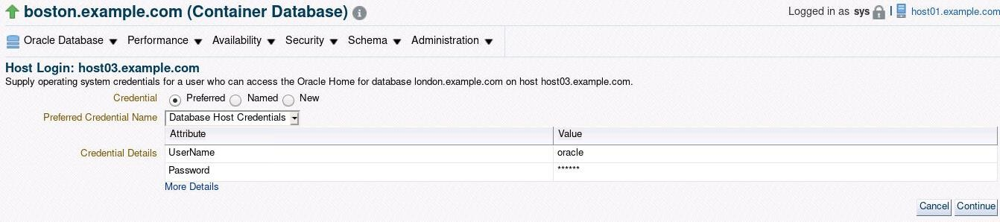 boston.example.com (Container Database) i Logged in as sys host01.example.com
Oracle Database Performance Availability Security Schema Administration
Host Login: host03.example.com
Supply operating system credentials for a user who can access the Oracle Home for database london.example.com on host host03.example.com.
Credential Preferred Named New
Preferred Credential Name Database Host Credentials
Attribute Value
Credential Details UserName oracle
Password ******
More Details
Cancel Continue